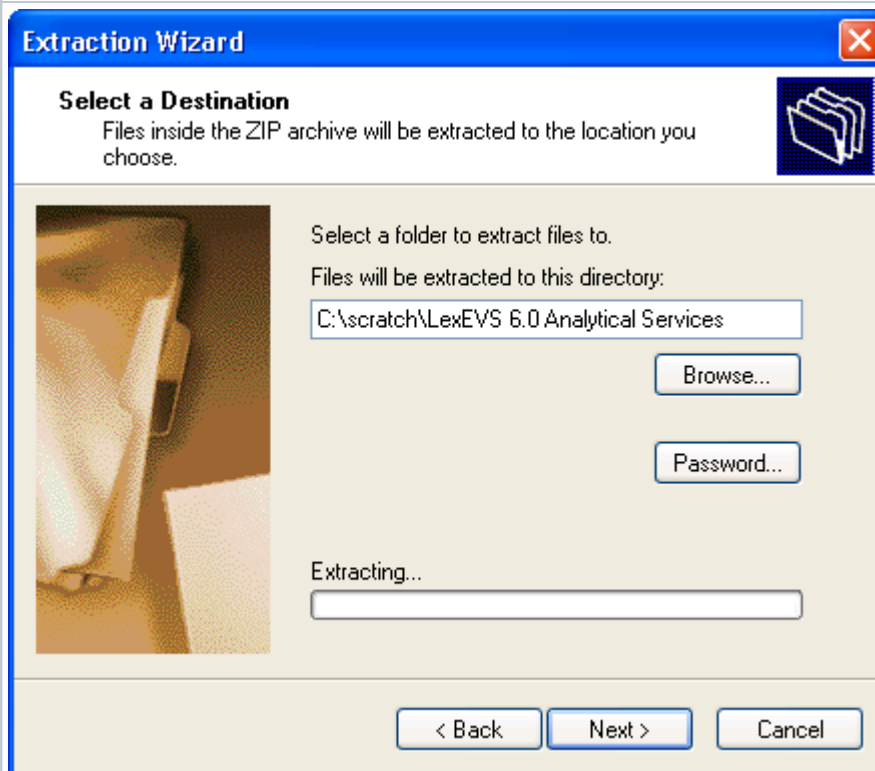 Extraction Wizard
Select a Destination
Files inside the ZIP archive will be extracted to the location you
choose.
Select a folder to extract files to.
Files will be extracted to this directory:
C:\scratch\LexEVS 6.0 Analytical Services
Browse...
Password...
Extracting...
< Back
Next >
Cancel